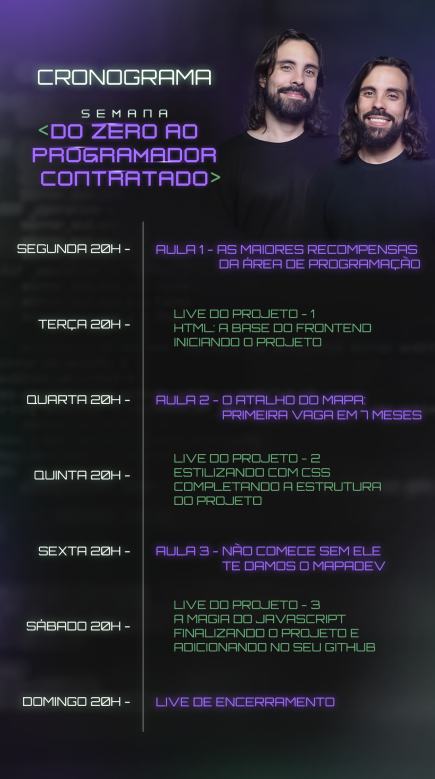 CRONOGRAMA
SEMANA
<DO ZERO AO
PROGRAMADOR
CONTRATADO>
SEGUNDA 20H - AULA 1 - AS MAIORES RECOMPENSAS
DA ÁREA DE PROGRAMAÇÃO
LIVE DO PROJETO - 1
TERÇA 20H - HTML: A BASE DO FRONTEND
INICIANDO O PROJETO
QUARTA 20H - AULA 2 - O ATALHO DO MAPA:
PRIMEIRA VAGA EM 7 MESES
LIVE DO PROJETO - 2
QUINTA 20H - ESTILIZANDO COM CSS
COMPLETANDO A ESTRUTURA
DO PROJETO
SEXTA 20H - AULA 3 - NÃO COMECE SEM ELE
TE DAMOS O MAPADEV
LIVE DO PROJETO - 3
SÁBADO 20H - A MAGIA DO JAVASCRIPT
FINALIZANDO O PROJETO E
ADICIONANDO NO SEU GITHUB
DOMINGO 20H - LIVE DE ENCERRAMENTO